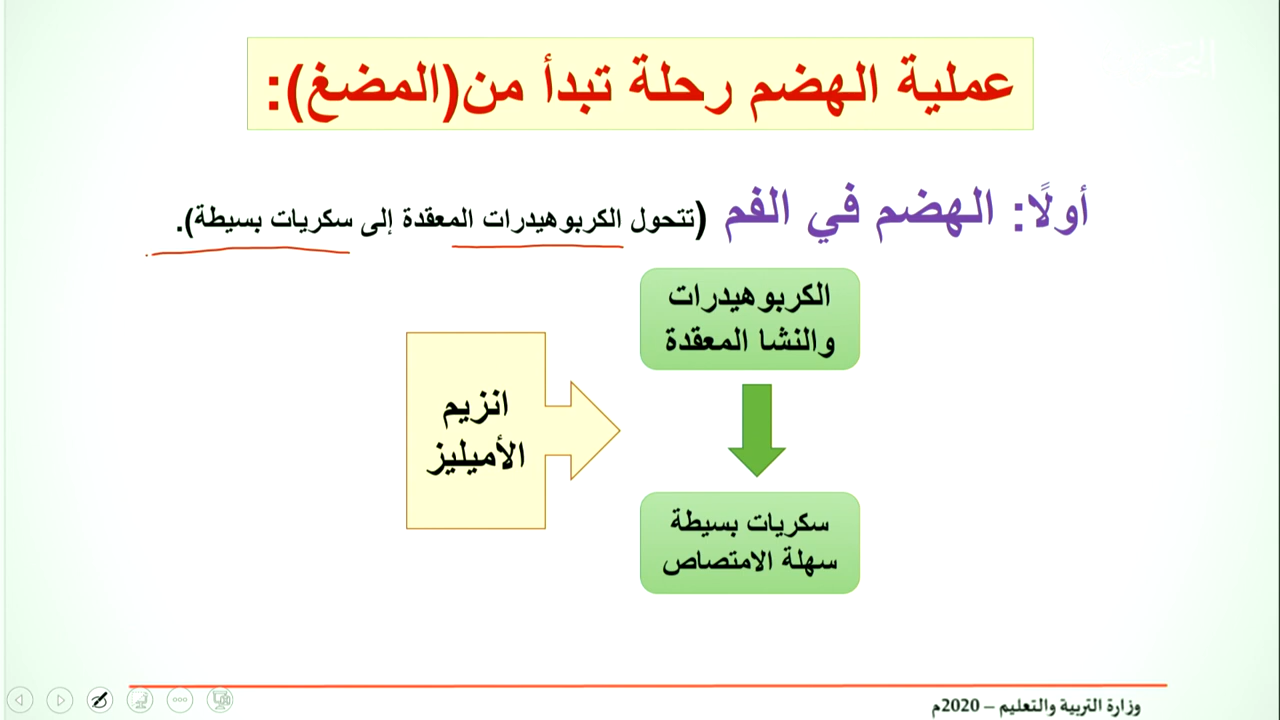 عملية الهضم رحلة تبدأ من(المضغ):
أولًا: الهضم في الفم (تتحول الكربوهيدرات المعقدة إلى سكريات بسيطة).
الكربوهيدرات
والنشا المعقدة
انزيم
الأميليز
سكريات بسيطة
سهلة الامتصاص
وزارة التربية والتعليم – 2020م